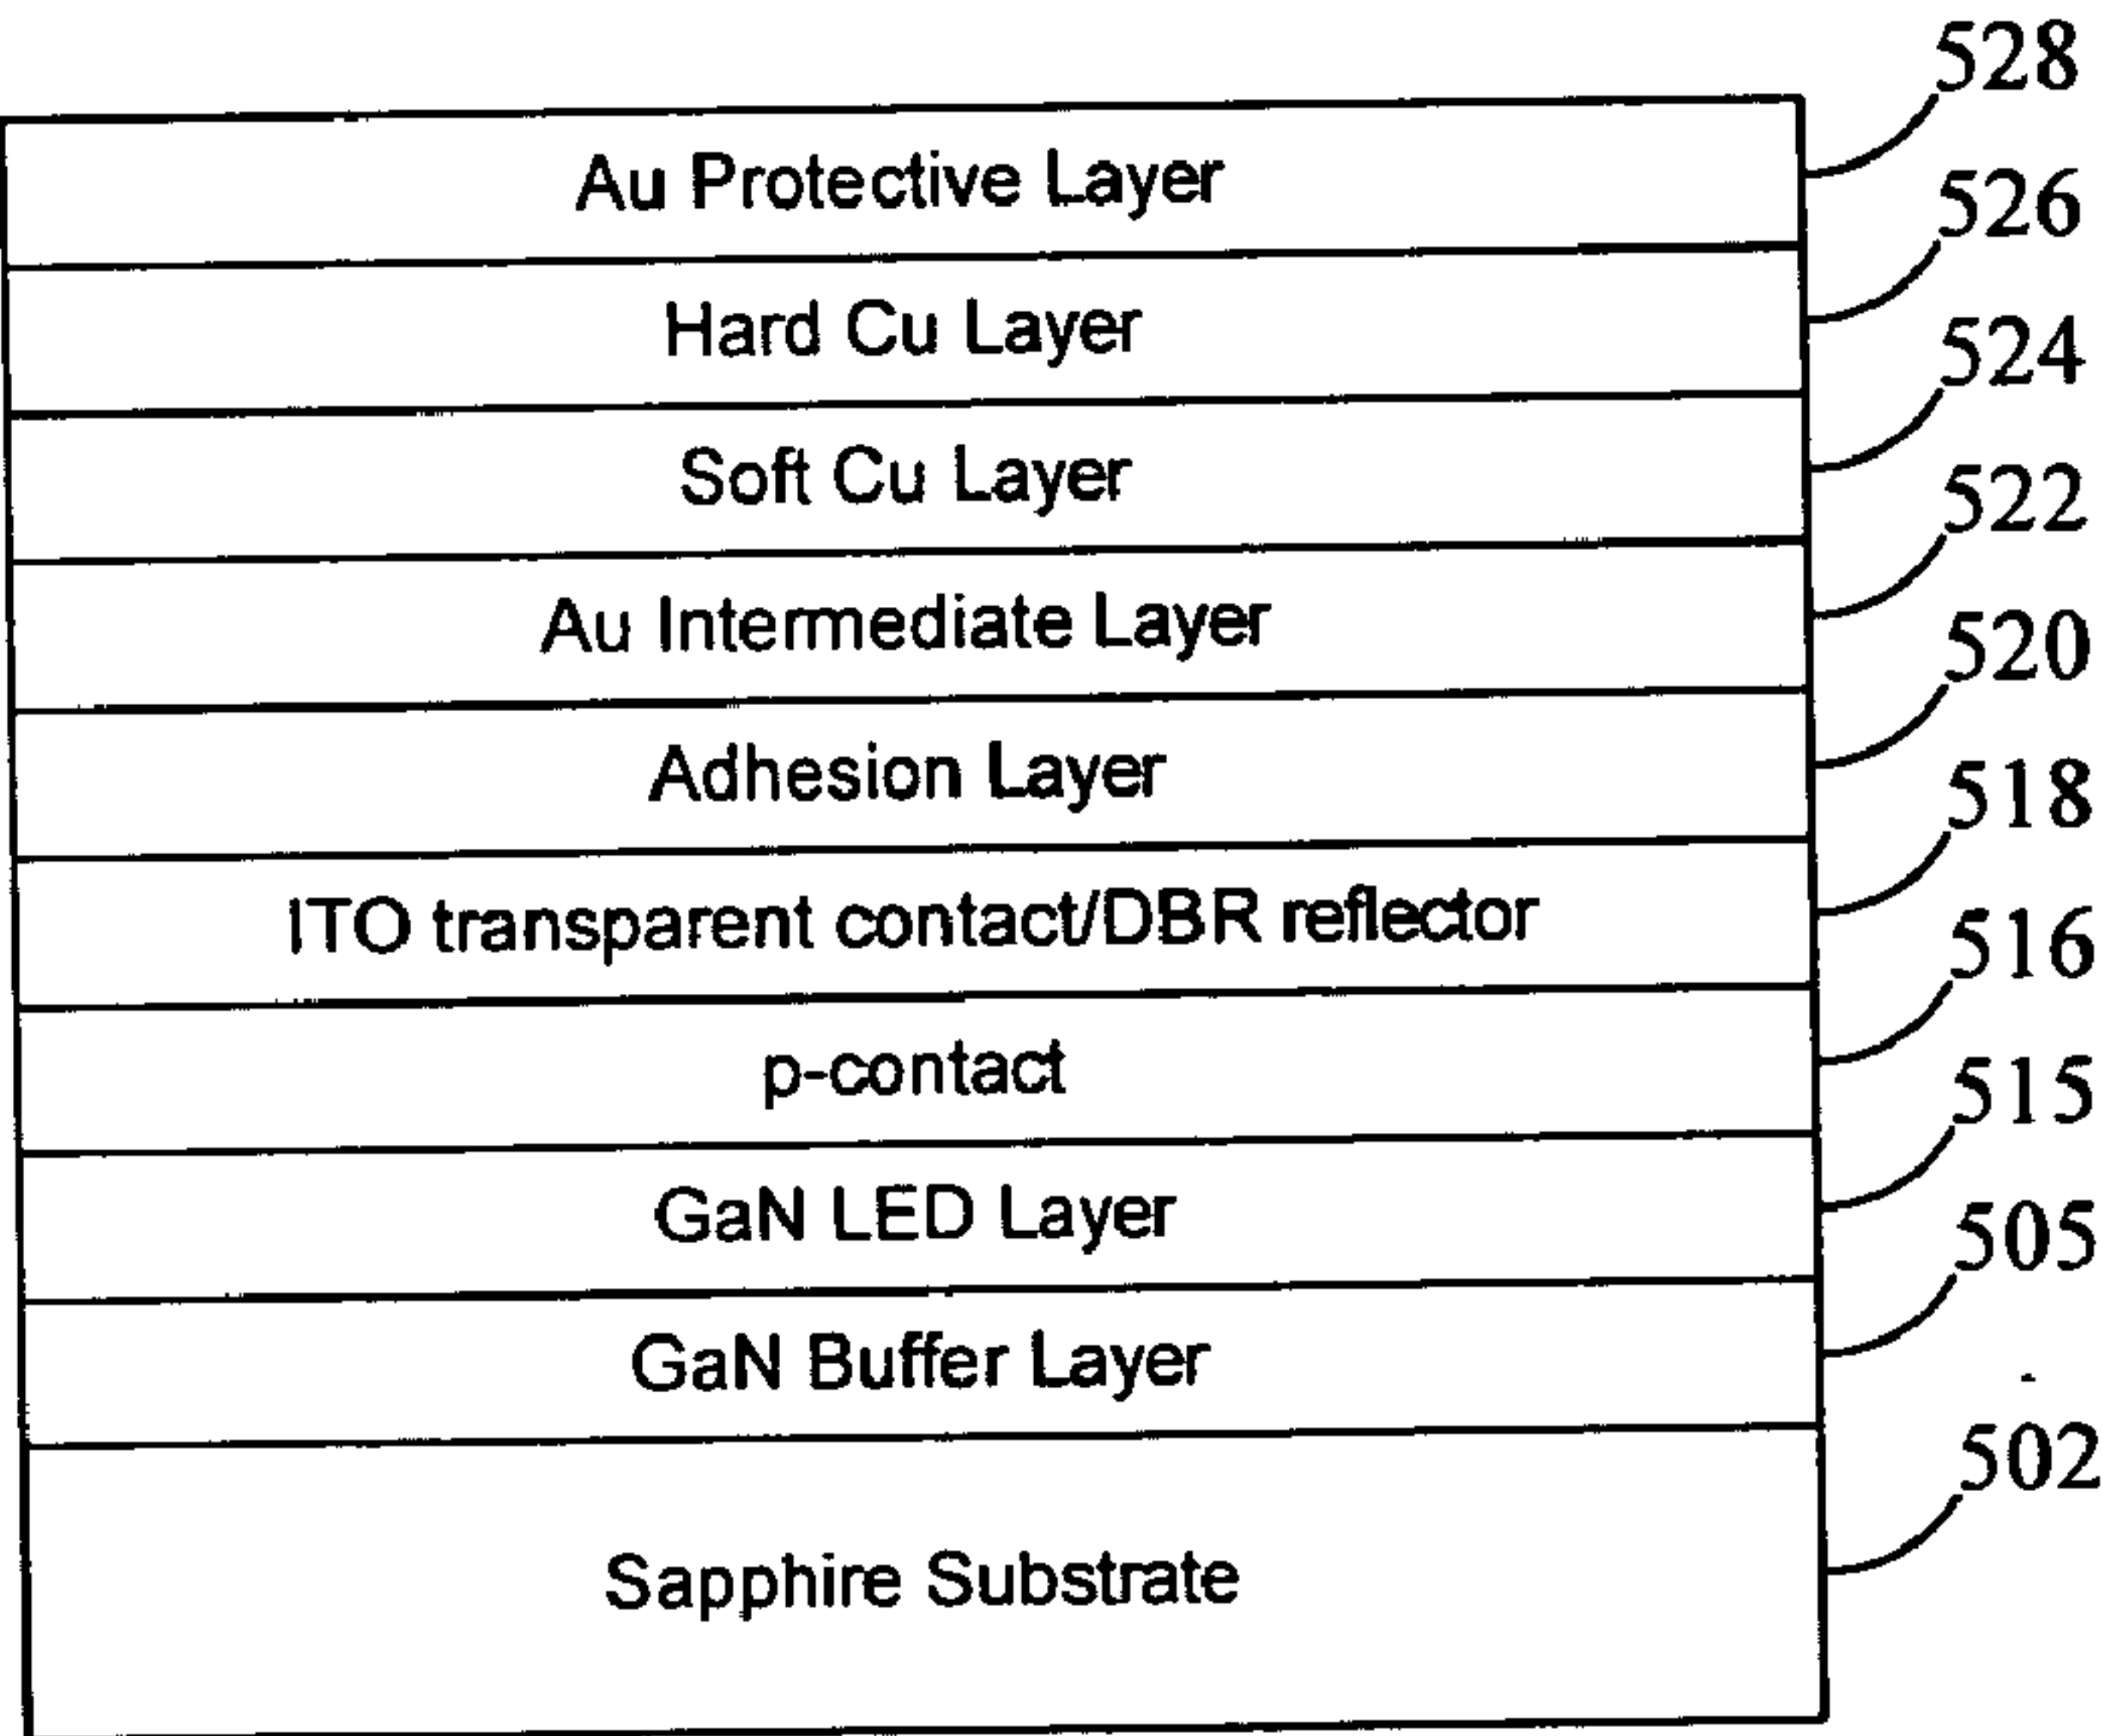 528
Au Protective Layer
526
Hard Cu Layer
524
Soft Cu Layer
522
Au Intermediate Layer
520
Adhesion Layer
518
ITO transparent contact/DBR reflector
516
p-contact
515
GaN LED Layer
505
GaN Buffer Layer
502
Sapphire Substrate